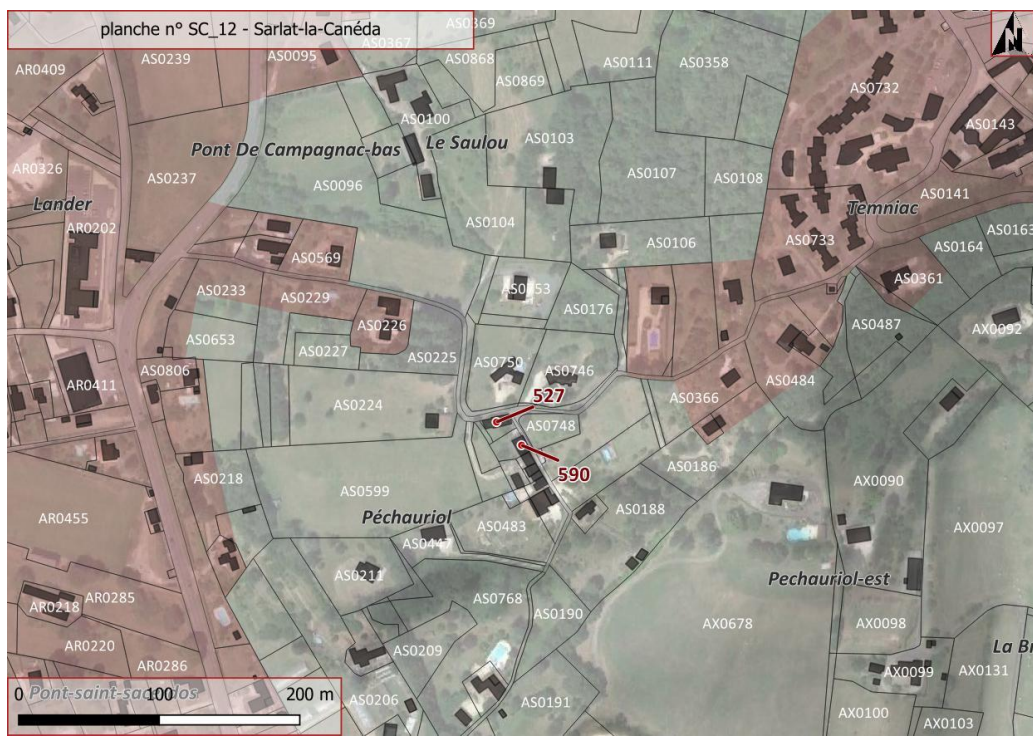 planche n° SC_12 - Sarlat-la-Canéda
N
AS0369
AS0367
AS0239
AS0095
AS0868
AS0111
AS0358
AR0409
AS0869
AS0732
AS0100
AS0143
Pont De Campagnac-bas
Le Saulou
AS0103
AR0326
AS0237
AS0096
AS0107
AS0108
AS0141
Lander
Temniac
AR0202
AS0104
AS0106
AS0733
AS0164
AS0163
AS0569
AS0361
AS0233
AS0229
AS0753
AS0176
AS0226
AS0487
AX0092
AS0653
AS0227
AS0225
AR0411
AS0806
AS0750
AS0746
AS0484
AS0224
527
AS0366
AS0748
AS0218
590
AS0186
AS0599
AX0090
AR0455
Péchauriol
AS0483
AS0188
AX0097
AS0447
AS0211
Pechauriol-est
AR0285
AR0218
AS0768
AS0190
AX0678
AX0098
AR0220
AS0209
La Br
AR0286
AX0099
AX0131
0
100
200 m
AS0206
AS0191
AX0100
AX0103